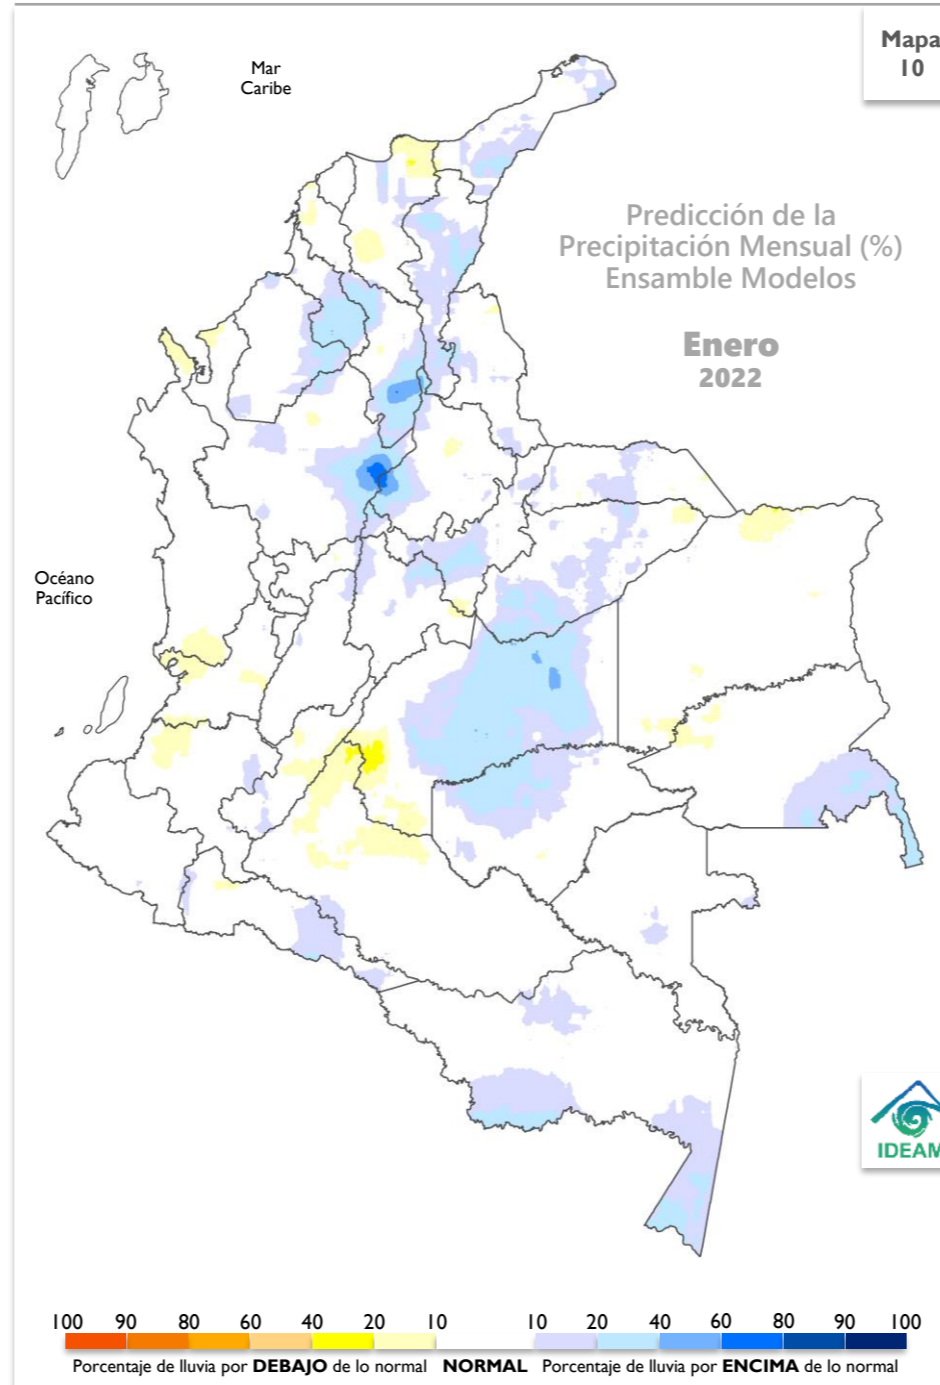 Mapa
10
Mar
Caribe
Predicción de la
Precipitación Mensual (%)
Ensamble Modelos
Enero
2022
Océano
Pacífico
IDEAM
100 90 80 60 40 20 10 10 20 40 60 80 90 100
Porcentaje de lluvia por DEBAJO de lo normal NORMAL Porcentaje de lluvia por ENCIMA de lo normal